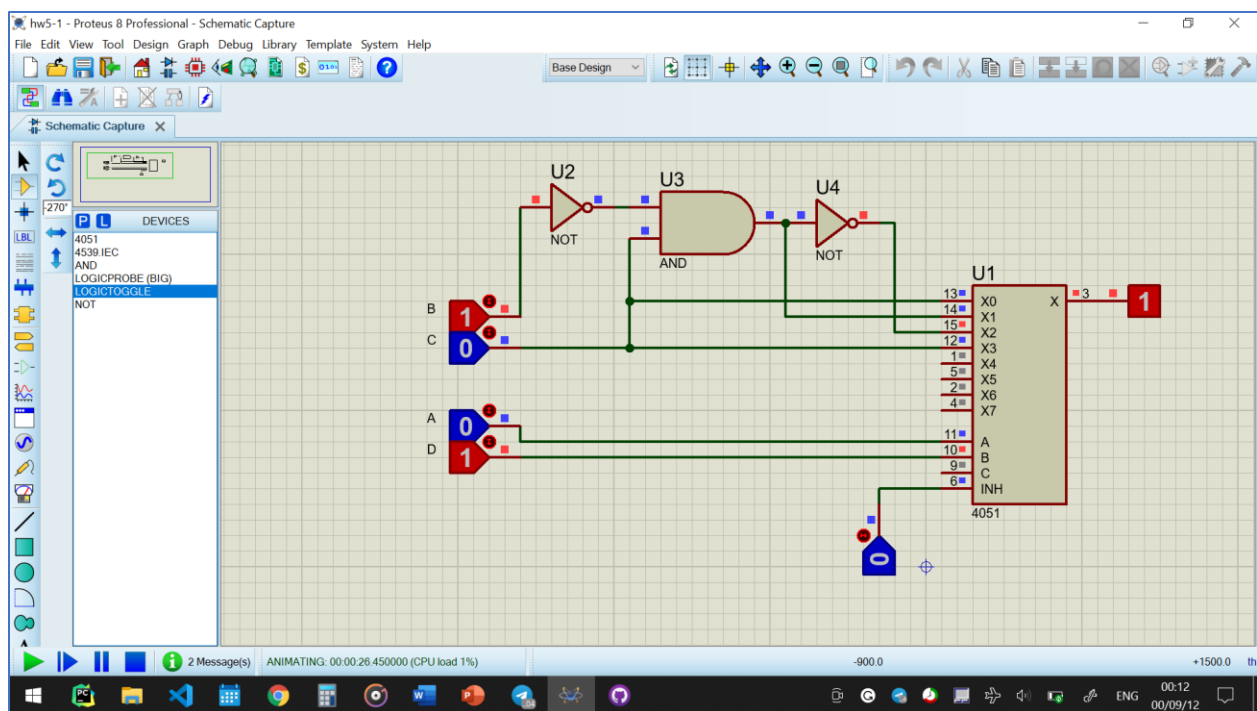 hw5-1 - Proteus 8 Professional - Schematic Capture
File Edit View Tool Design Graph Debug Library Template System Help
Base Design
Schematic Capture
-270°
P L DEVICES
4051
4539.IEC
AND
LOGICPROBE (BIG)
LOGICTOGGLE
NOT
LBL
U2
NOT
U3
AND
U4
NOT
B 1
C 0
A 0
D 1
0
U1
13 X0 X 3 1
14 X1
15 X2
12 X3
1 X4
5 X5
2 X6
4 X7
11 A
10 B
9 C
6 INH
4051
2 Message(s) ANIMATING: 00:00:26.450000 (CPU load 1%) -900.0 +1500.0 th
ENG 00:12
00/09/12